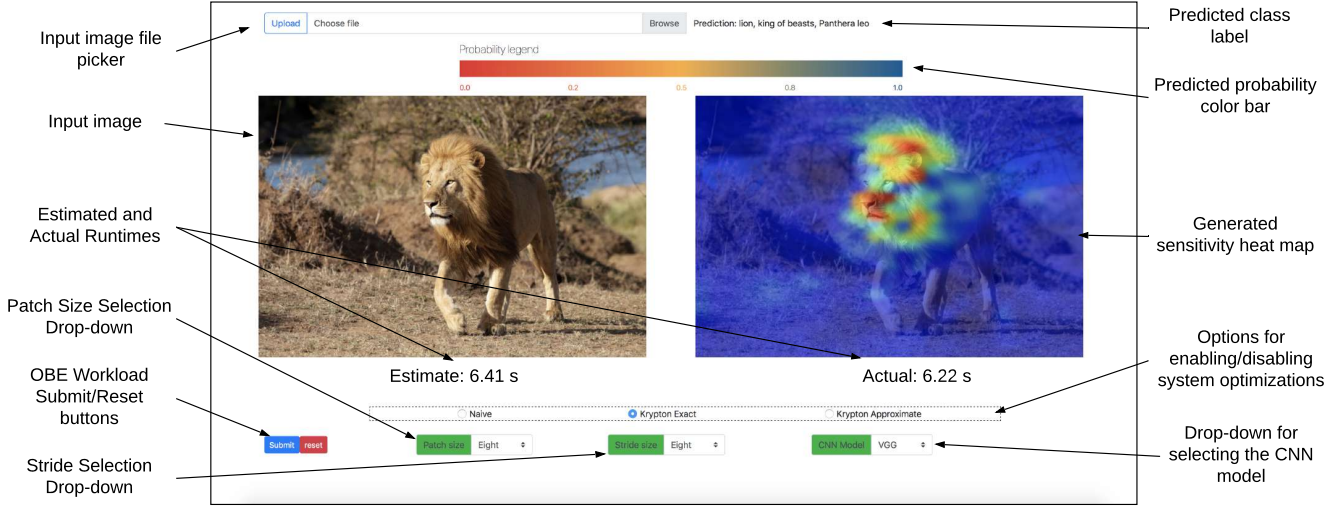 Input image file
picker
Input image
Estimated and
Actual Runtimes
Patch Size Selection
Drop-down
OBE Workload
Submit/Reset
buttons
Stride Selection
Drop-down
Upload Choose file Browse Prediction: lion, king of beasts, Panthera leo
Probability legend
0.0 0.2 0.5 0.8 1.0
Estimate: 6.41 s
Actual: 6.22 s
Naive Krypton Exact Krypton Approximate
Submit reset Patch size Eight Stride size Eight CNN Model VGG
Predicted class
label
Predicted probability
color bar
Generated
sensitivity heat map
Options for
enabling/disabling
system optimizations
Drop-down for
selecting the CNN
model